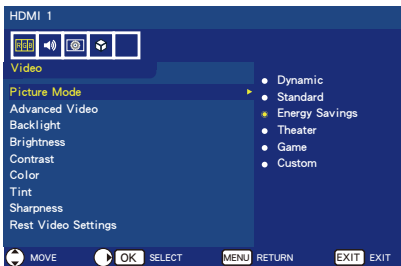 HDMI 1
RGB
Video
Picture Mode
Advanced Video
Backlight
Brightness
Contrast
Color
Tint
Sharpness
Rest Video Settings
Dynamic
Standard
Energy Savings
Theater
Game
Custom
MOVE OK SELECT MENU RETURN EXIT EXIT